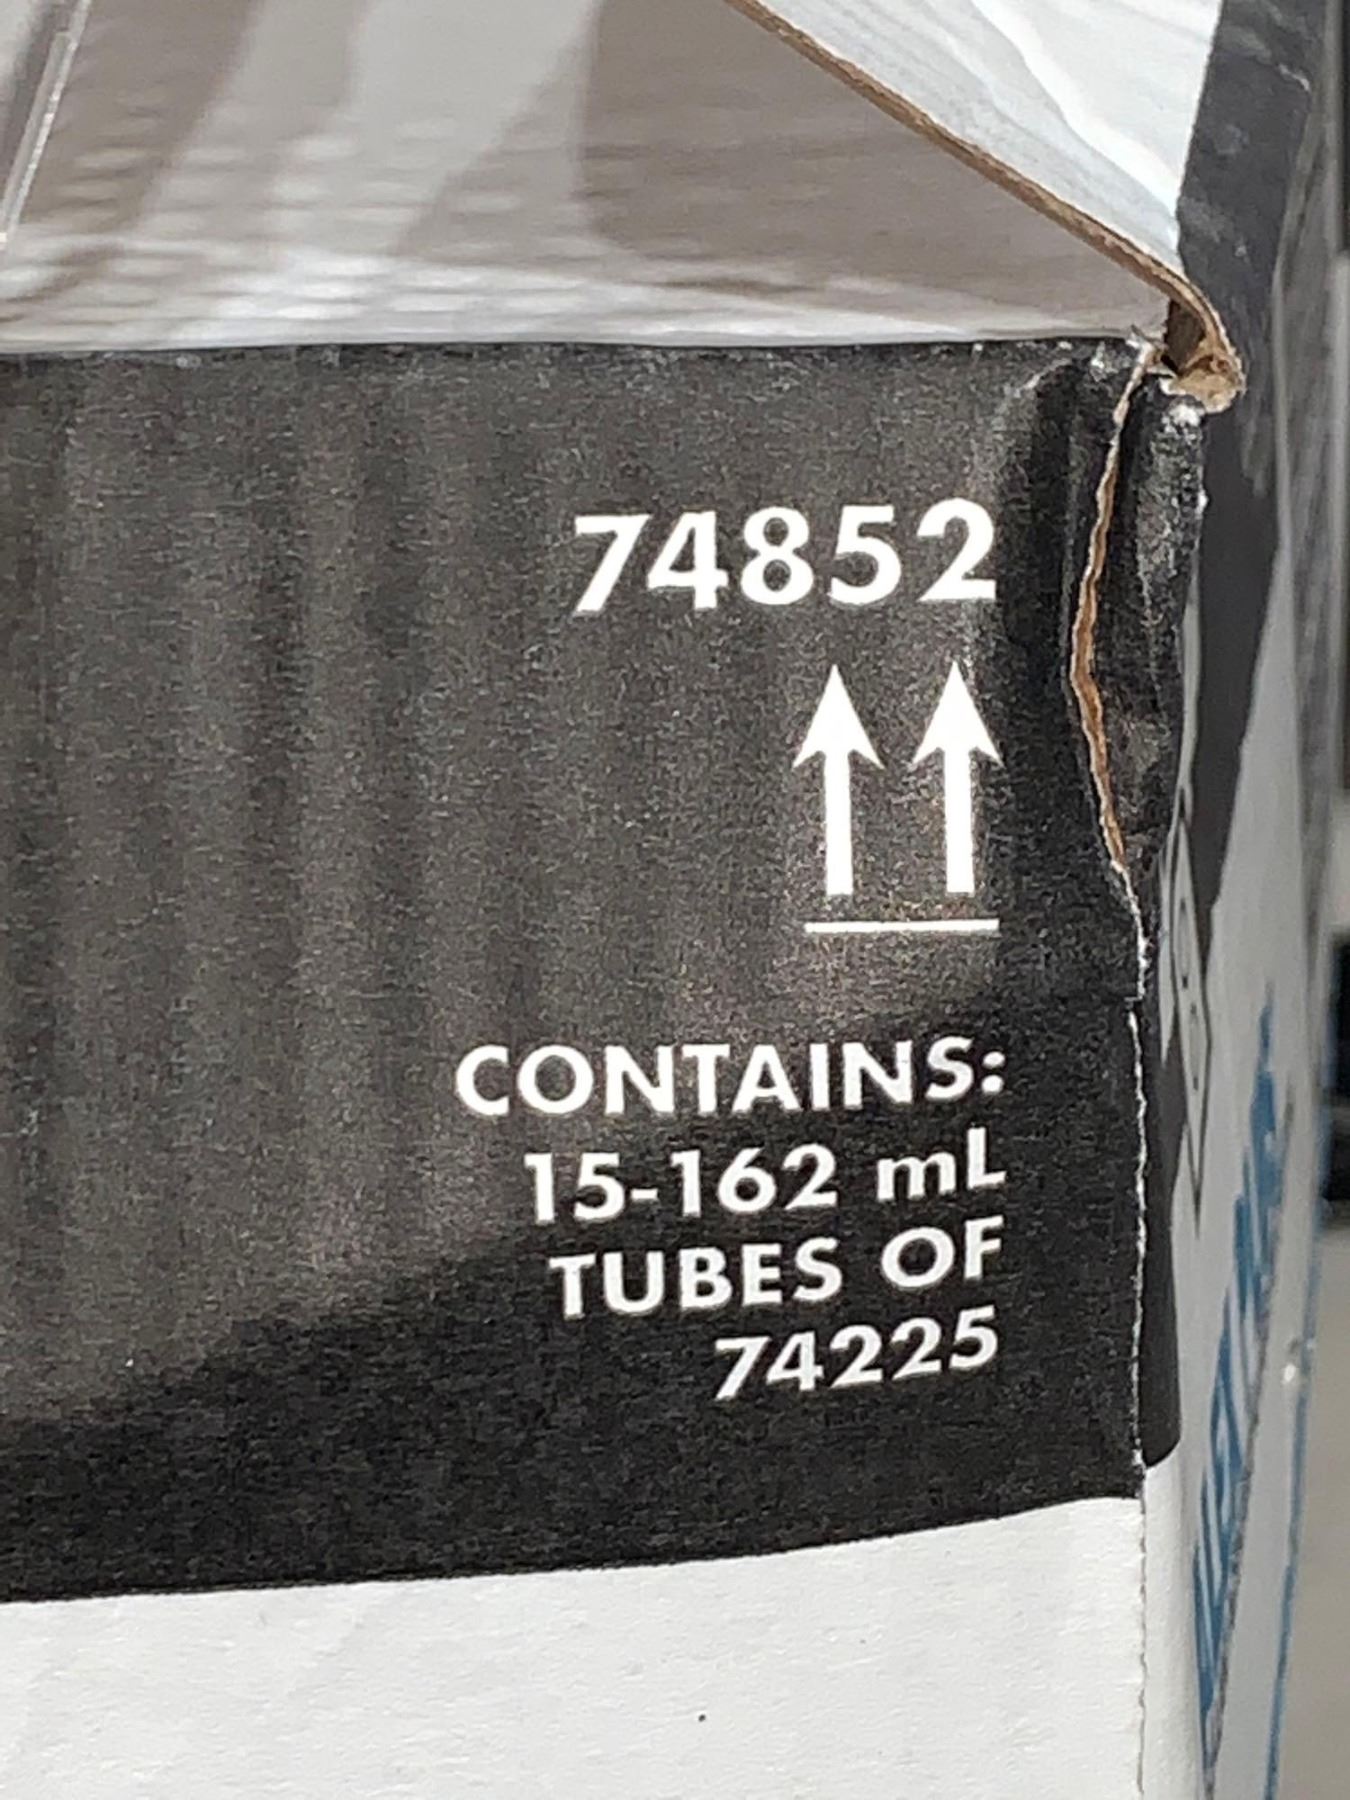 74852
CONTAINS:
15-162 mL
TUBES OF
74225